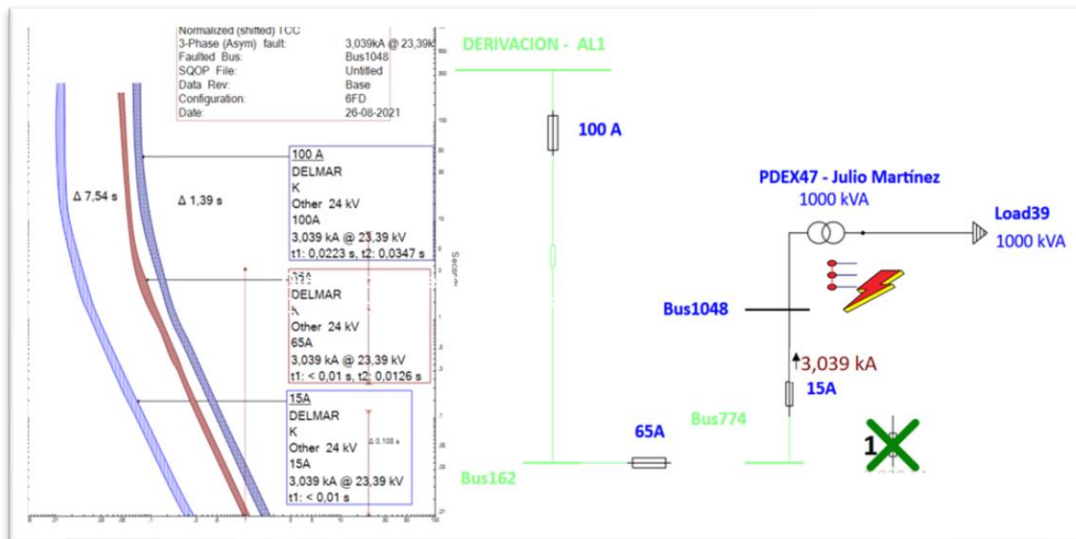 Normalized (shifted) TCC
3-Phase (Asym) fault: 3,039kA @ 23,39k
Faulted Bus: Bus1048
SQOP File: Untitled
Data Rev: Base
Configuration: 6FD
Date: 26-08-2021
100 A
DELMAR
K
Other 24 kV
100A
3,039 kA @ 23,39 kV
t1: 0,0223 s, t2: 0,0347 s
DELMAR
Other 24 kV
65A
3,039 kA @ 23,39 kV
t1: < 0,01 s, t2: 0,0126 s
15A
DELMAR
K
Other 24 kV
15A
3,039 kA @ 23,39 kV
t1: < 0,01 s
Δ 7,54 s
Δ 1,39 s
Δ 0,108 s
DERIVACION - AL1
100 A
PDEX47 - Julio Martínez
1000 kVA
Load39
1000 kVA
Bus1048
3,039 kA
15A
Bus774
65A
Bus162
1